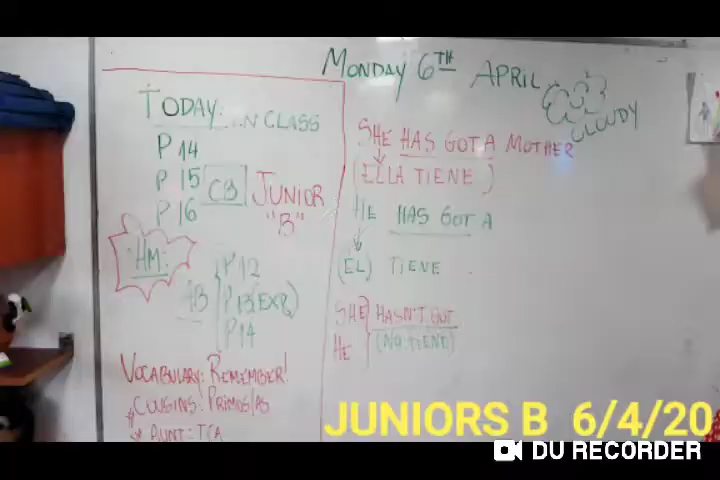 MONDAY 6TH APRIL
CLOUDY
TODAY: ...N CLASS
P 14
P 15 CB JUNIOR
P 16 "B"
HM:
P 12
AB P 13 (EXP)
P 14
VOCABULARY: REMEMBER!
* COUSINS: PRIMOS/AS
* AUNT: TÍA
SHE HAS GOT A MOTHER
(ELLA TIENE)
HE HAS GOT A
(EL) TIENE
SHE HASN'T GOT
HE (NO TIENE)
JUNIORS B 6/4/20
DU RECORDER